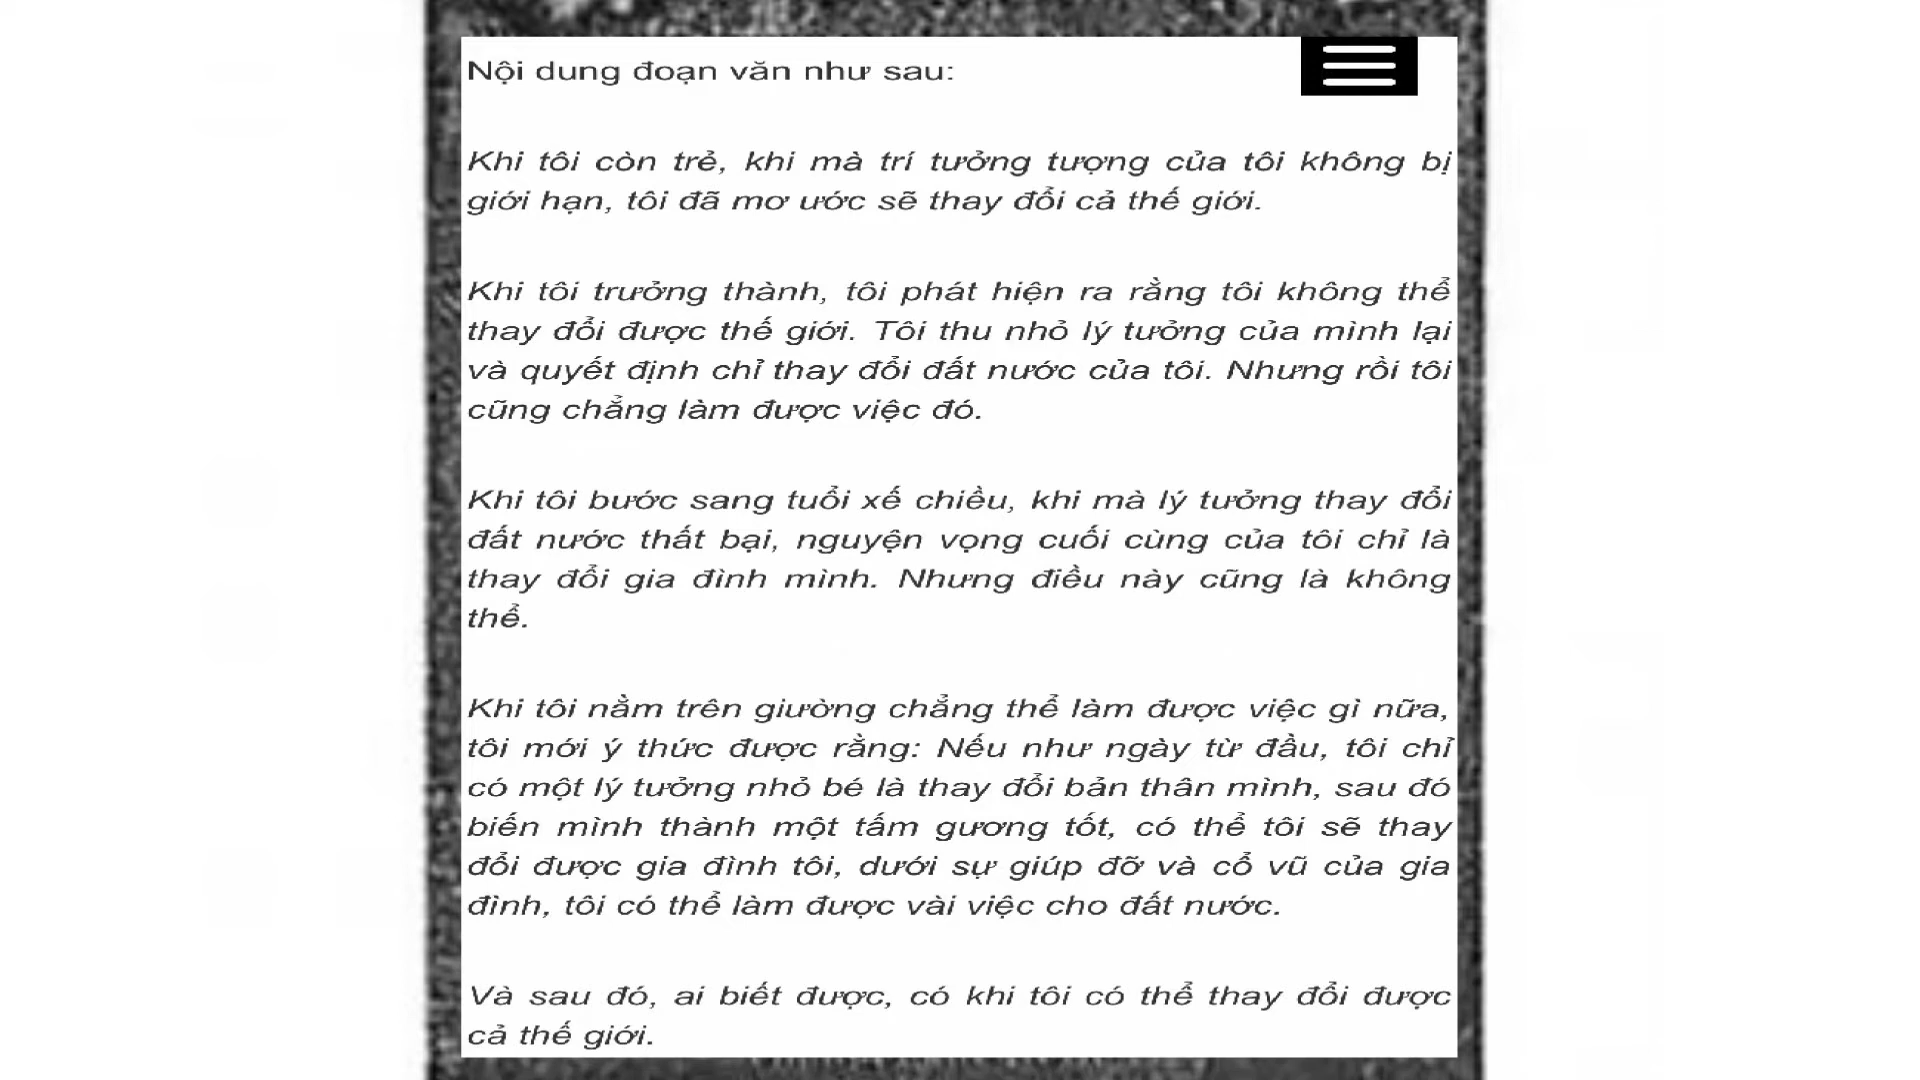 Nội dung đoạn văn như sau:
Khi tôi còn trẻ, khi mà trí tưởng tượng của tôi không bị
giới hạn, tôi đã mơ ước sẽ thay đổi cả thế giới.
Khi tôi trưởng thành, tôi phát hiện ra rằng tôi không thể
thay đổi được thế giới. Tôi thu nhỏ lý tưởng của mình lại
và quyết định chỉ thay đổi đất nước của tôi. Nhưng rồi tôi
cũng chẳng làm được việc đó.
Khi tôi bước sang tuổi xế chiều, khi mà lý tưởng thay đổi
đất nước thất bại, nguyện vọng cuối cùng của tôi chỉ là
thay đổi gia đình mình. Nhưng điều này cũng là không
thể.
Khi tôi nằm trên giường chẳng thể làm được việc gì nữa,
tôi mới ý thức được rằng: Nếu như ngày từ đầu, tôi chỉ
có một lý tưởng nhỏ bé là thay đổi bản thân mình, sau đó
biến mình thành một tấm gương tốt, có thể tôi sẽ thay
đổi được gia đình tôi, dưới sự giúp đỡ và cổ vũ của gia
đình, tôi có thể làm được vài việc cho đất nước.
Và sau đó, ai biết được, có khi tôi có thể thay đổi được
cả thế giới.